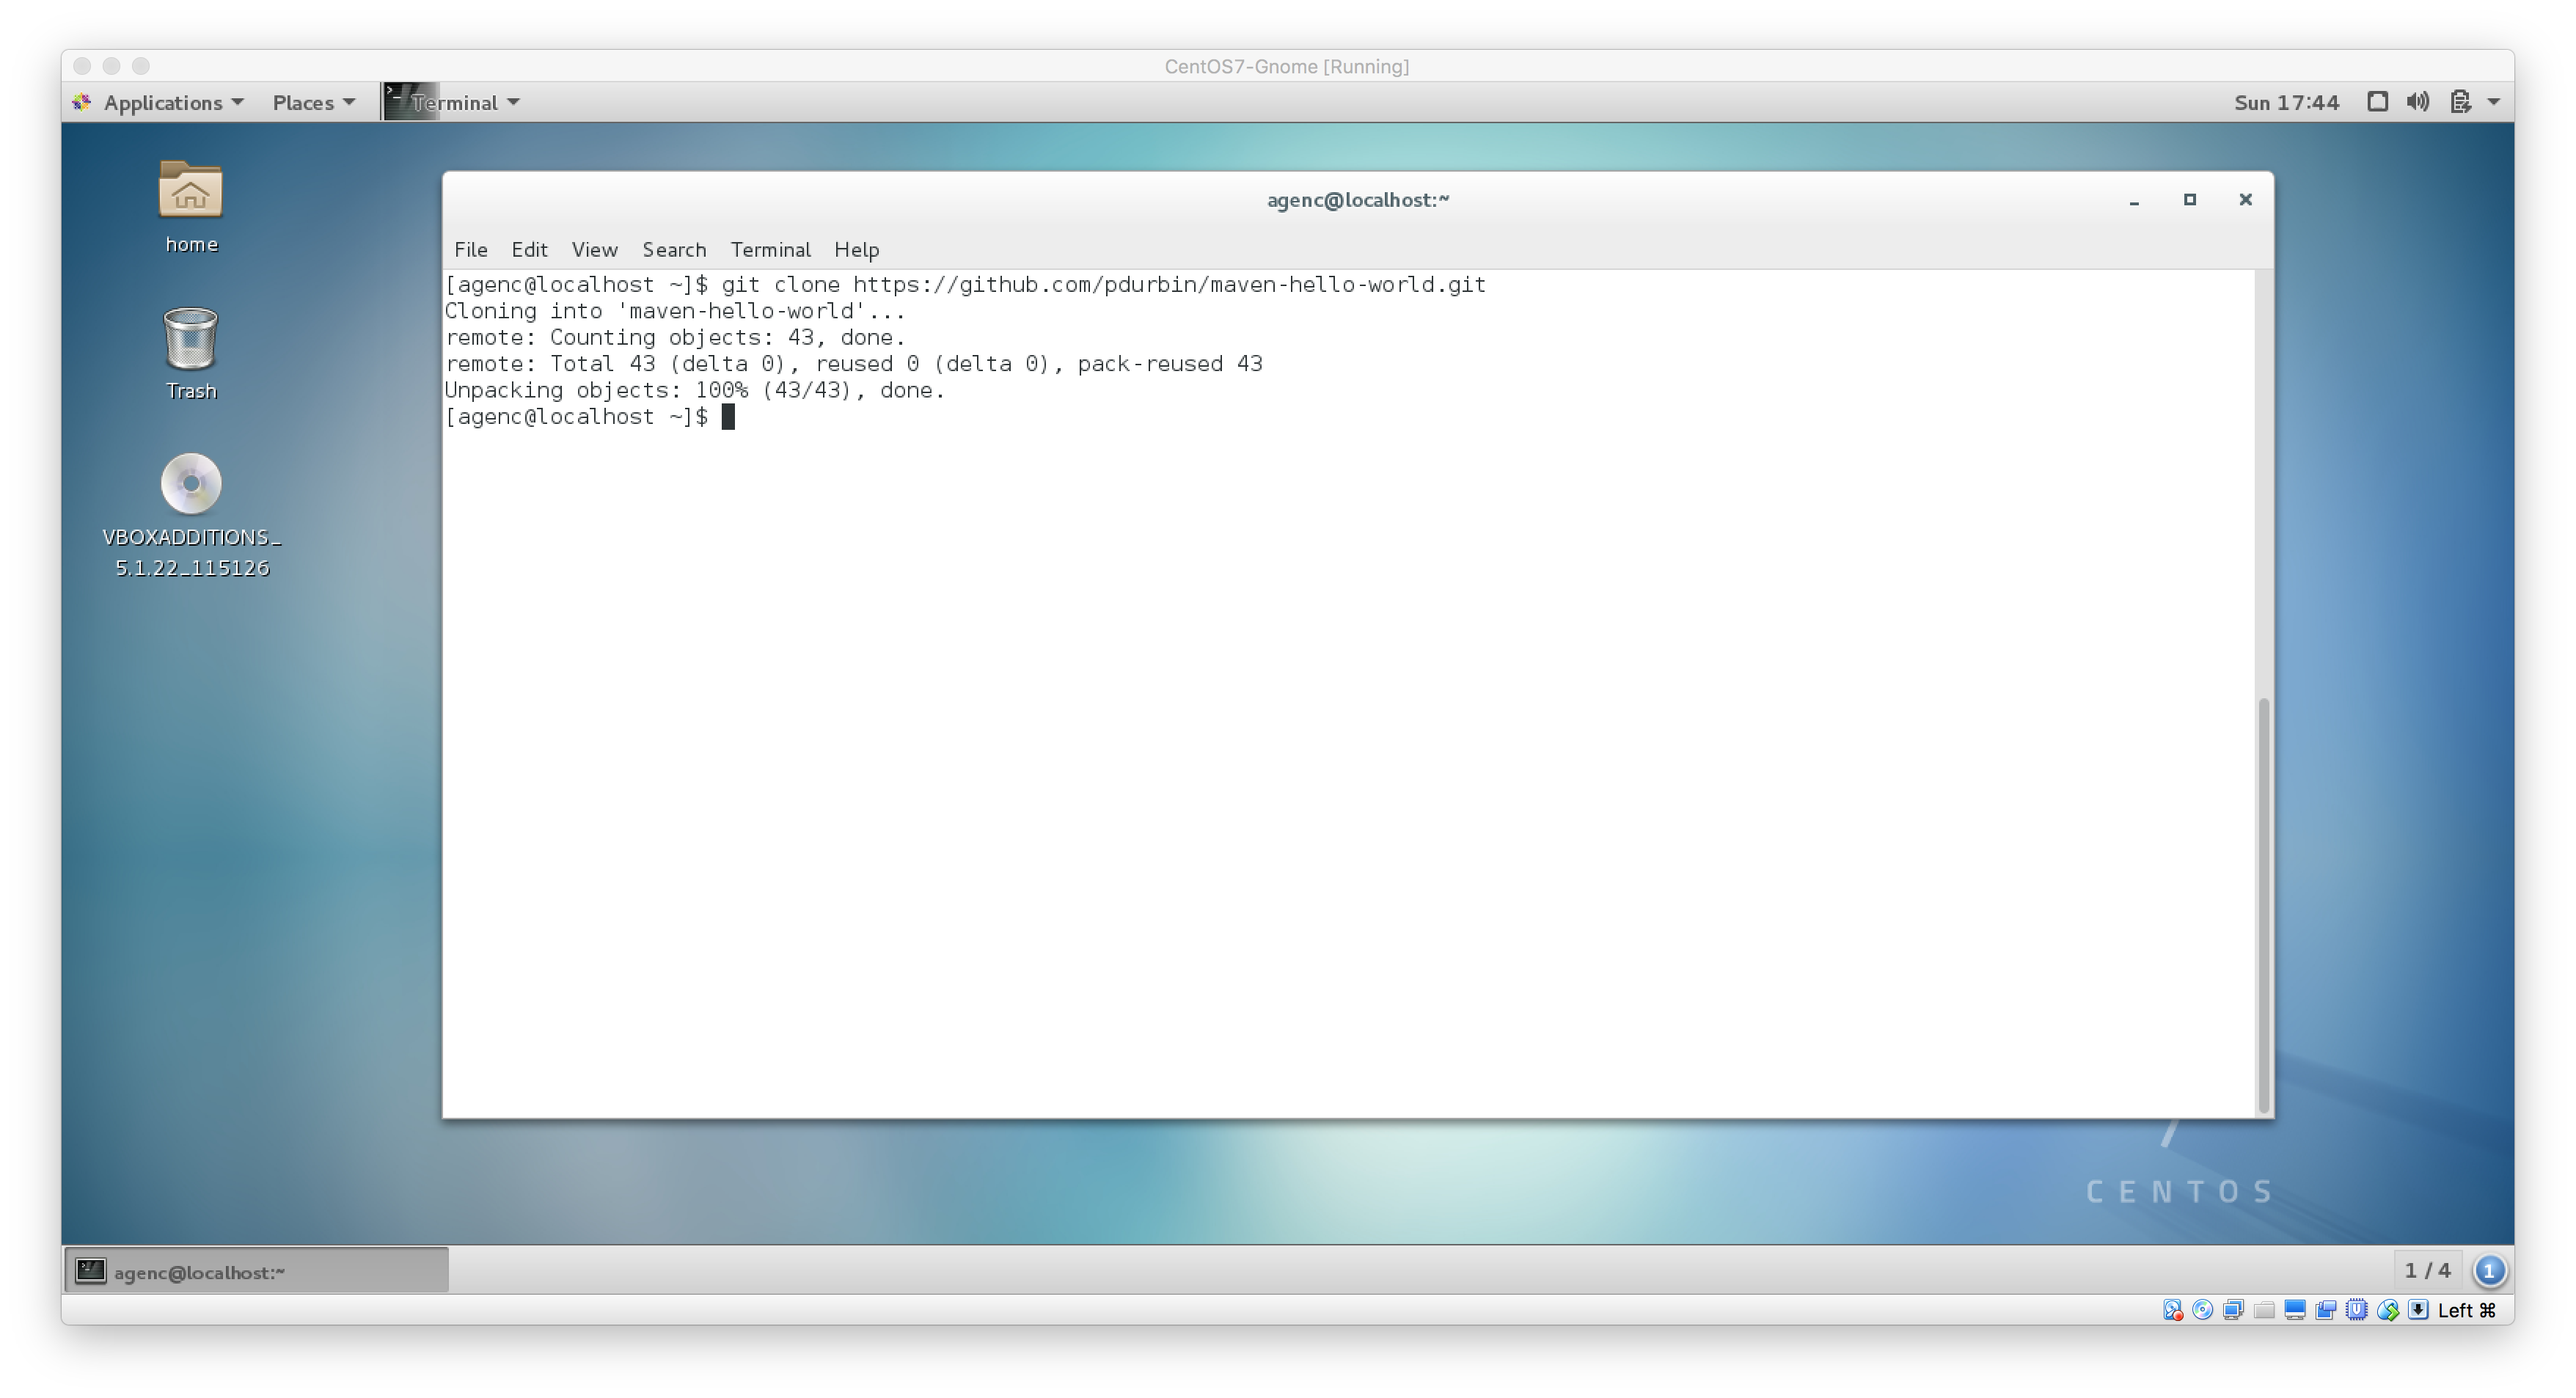 CentOS7-Gnome [Running]
Applications Places Terminal Sun 17:44
home
Trash
VBOXADDITIONS_
5.1.22_115126
agenc@localhost:~
File Edit View Search Terminal Help
[agenc@localhost ~]$ git clone https://github.com/pdurbin/maven-hello-world.git
Cloning into 'maven-hello-world'...
remote: Counting objects: 43, done.
remote: Total 43 (delta 0), reused 0 (delta 0), pack-reused 43
Unpacking objects: 100% (43/43), done.
[agenc@localhost ~]$
7
CENTOS
agenc@localhost:~ 1 / 4 1
Left ⌘